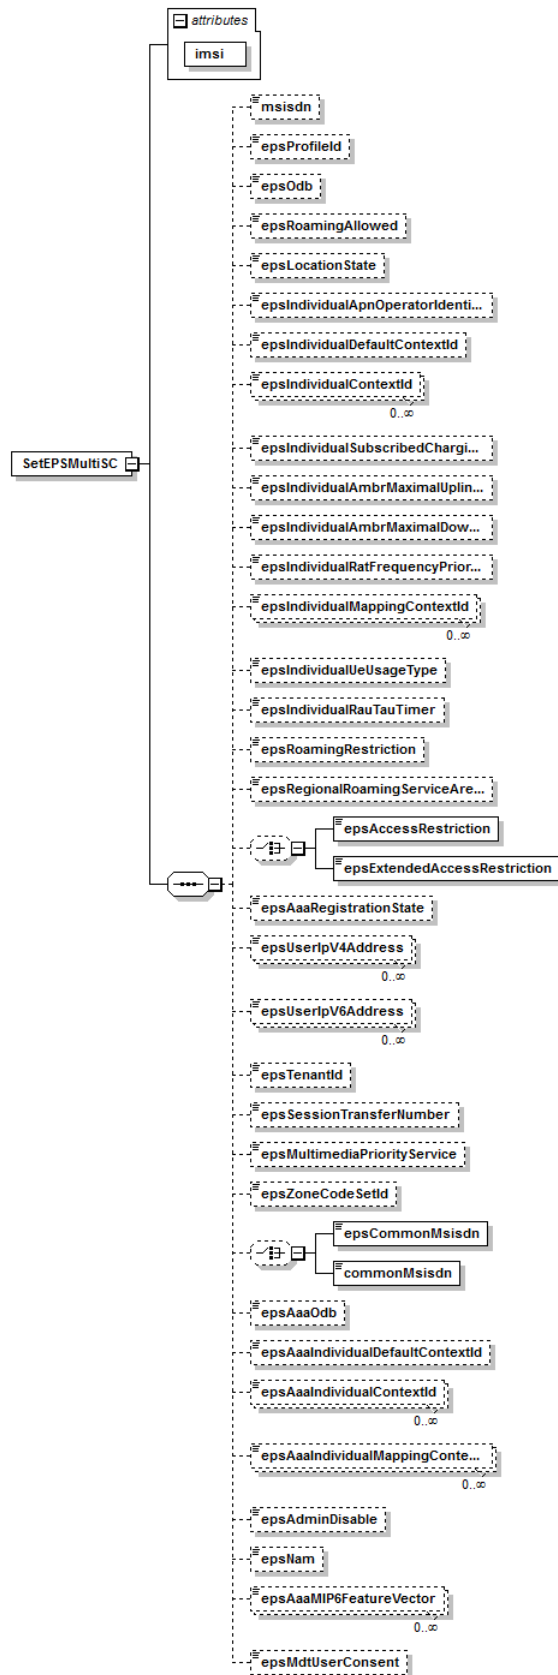 attributes
imsi
msisdn
epsProfileId
epsOdb
epsRoamingAllowed
epsLocationState
epsIndividualApnOperatorIdenti...
epsIndividualDefaultContextId
epsIndividualContextId
0..∞
epsIndividualSubscribedChargi...
SetEPSMultiSC
epsIndividualAmbrMaximalUplin...
epsIndividualAmbrMaximalDow...
epsIndividualRatFrequencyPrior...
epsIndividualMappingContextId
0..∞
epsIndividualUeUsageType
epsIndividualRauTauTimer
epsRoamingRestriction
epsRegionalRoamingServiceAre...
epsAccessRestriction
epsExtendedAccessRestriction
epsAaaRegistrationState
epsUserIpV4Address
0..∞
epsUserIpV6Address
0..∞
epsTenantId
epsSessionTransferNumber
epsMultimediaPriorityService
epsZoneCodeSetId
epsCommonMsisdn
commonMsisdn
epsAaaOdb
epsAaaIndividualDefaultContextId
epsAaaIndividualContextId
0..∞
epsAaaIndividualMappingConte...
0..∞
epsAdminDisable
epsNam
epsAaaMIP6FeatureVector
0..∞
epsMdtUserConsent